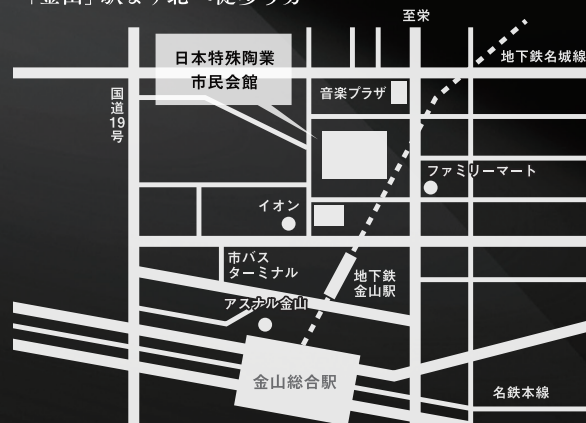 至栄
地下鉄名城線
日本特殊陶業
市民会館
音楽プラザ
国道19号
ファミリーマート
イオン
市バス
ターミナル
地下鉄
金山駅
アスナル金山
金山総合駅
名鉄本線